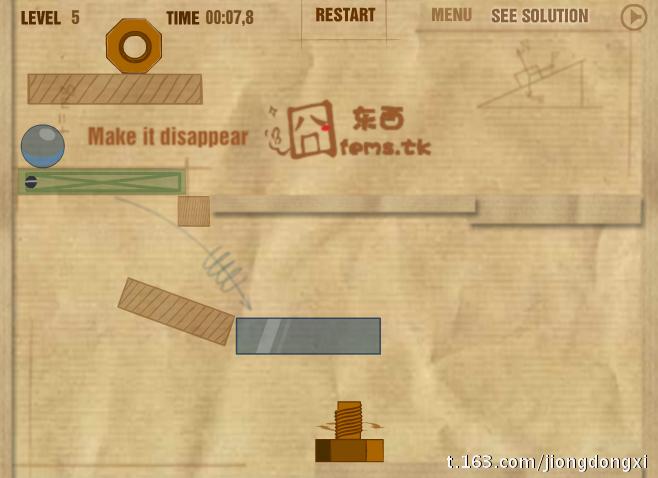 LEVEL 5 TIME 00:07,8 RESTART MENU SEE SOLUTION
Make it disappear
囧 东西
fems.tk
t.163.com/jiongdongxi